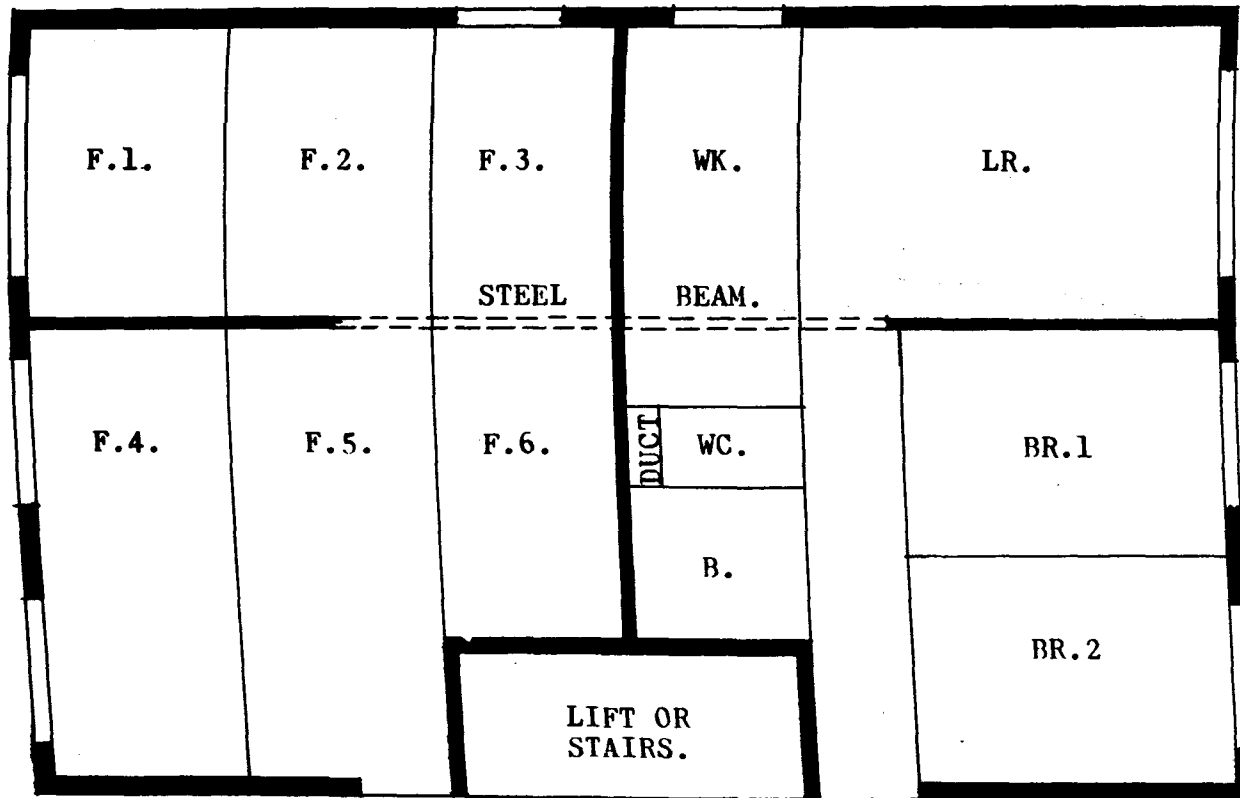 F.1.
F.2.
F.3.
WK.
LR.
STEEL
BEAM.
F.4.
F.5.
F.6.
DUCT
WC.
BR.1
B.
BR.2
LIFT OR
STAIRS.